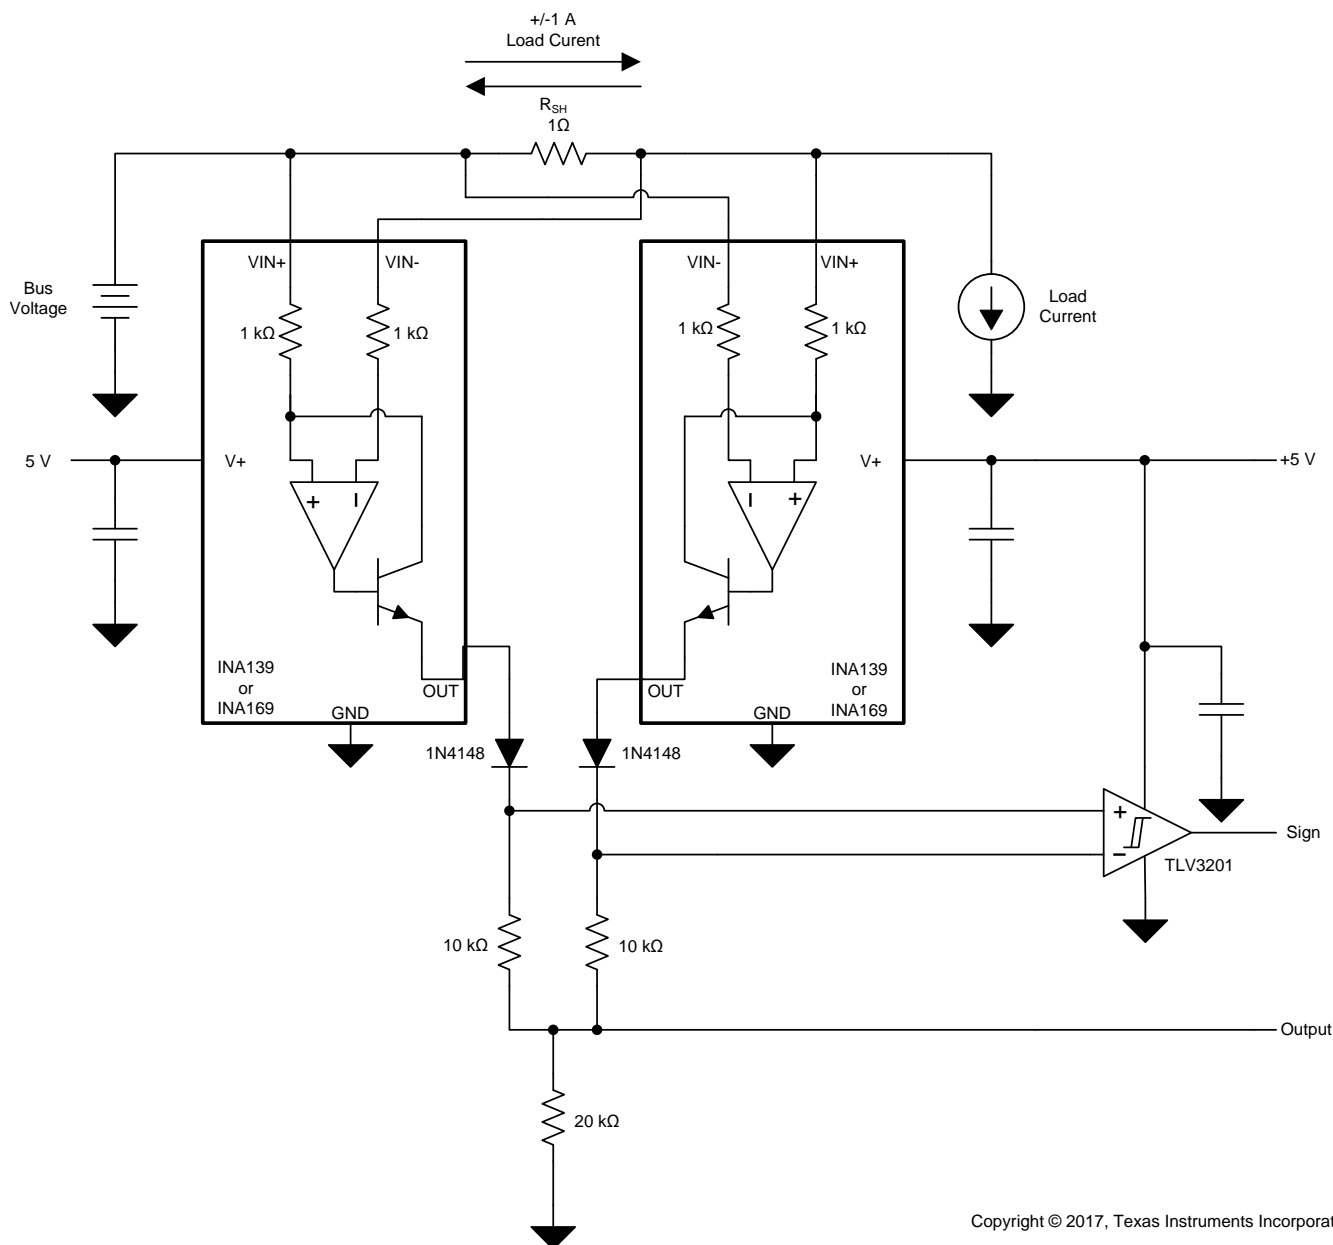 +/-1 A
Load Curent
RSH
1Ω
VIN+
VIN-
VIN-
VIN+
Bus
Voltage
1 kΩ
1 kΩ
1 kΩ
1 kΩ
Load
Current
5 V
V+
V+
+5 V
+
-
-
+
INA139
or
INA169
OUT
GND
OUT
GND
INA139
or
INA169
1N4148
1N4148
+
-
Sign
TLV3201
10 kΩ
10 kΩ
Output
20 kΩ
Copyright © 2017, Texas Instruments Incorporat